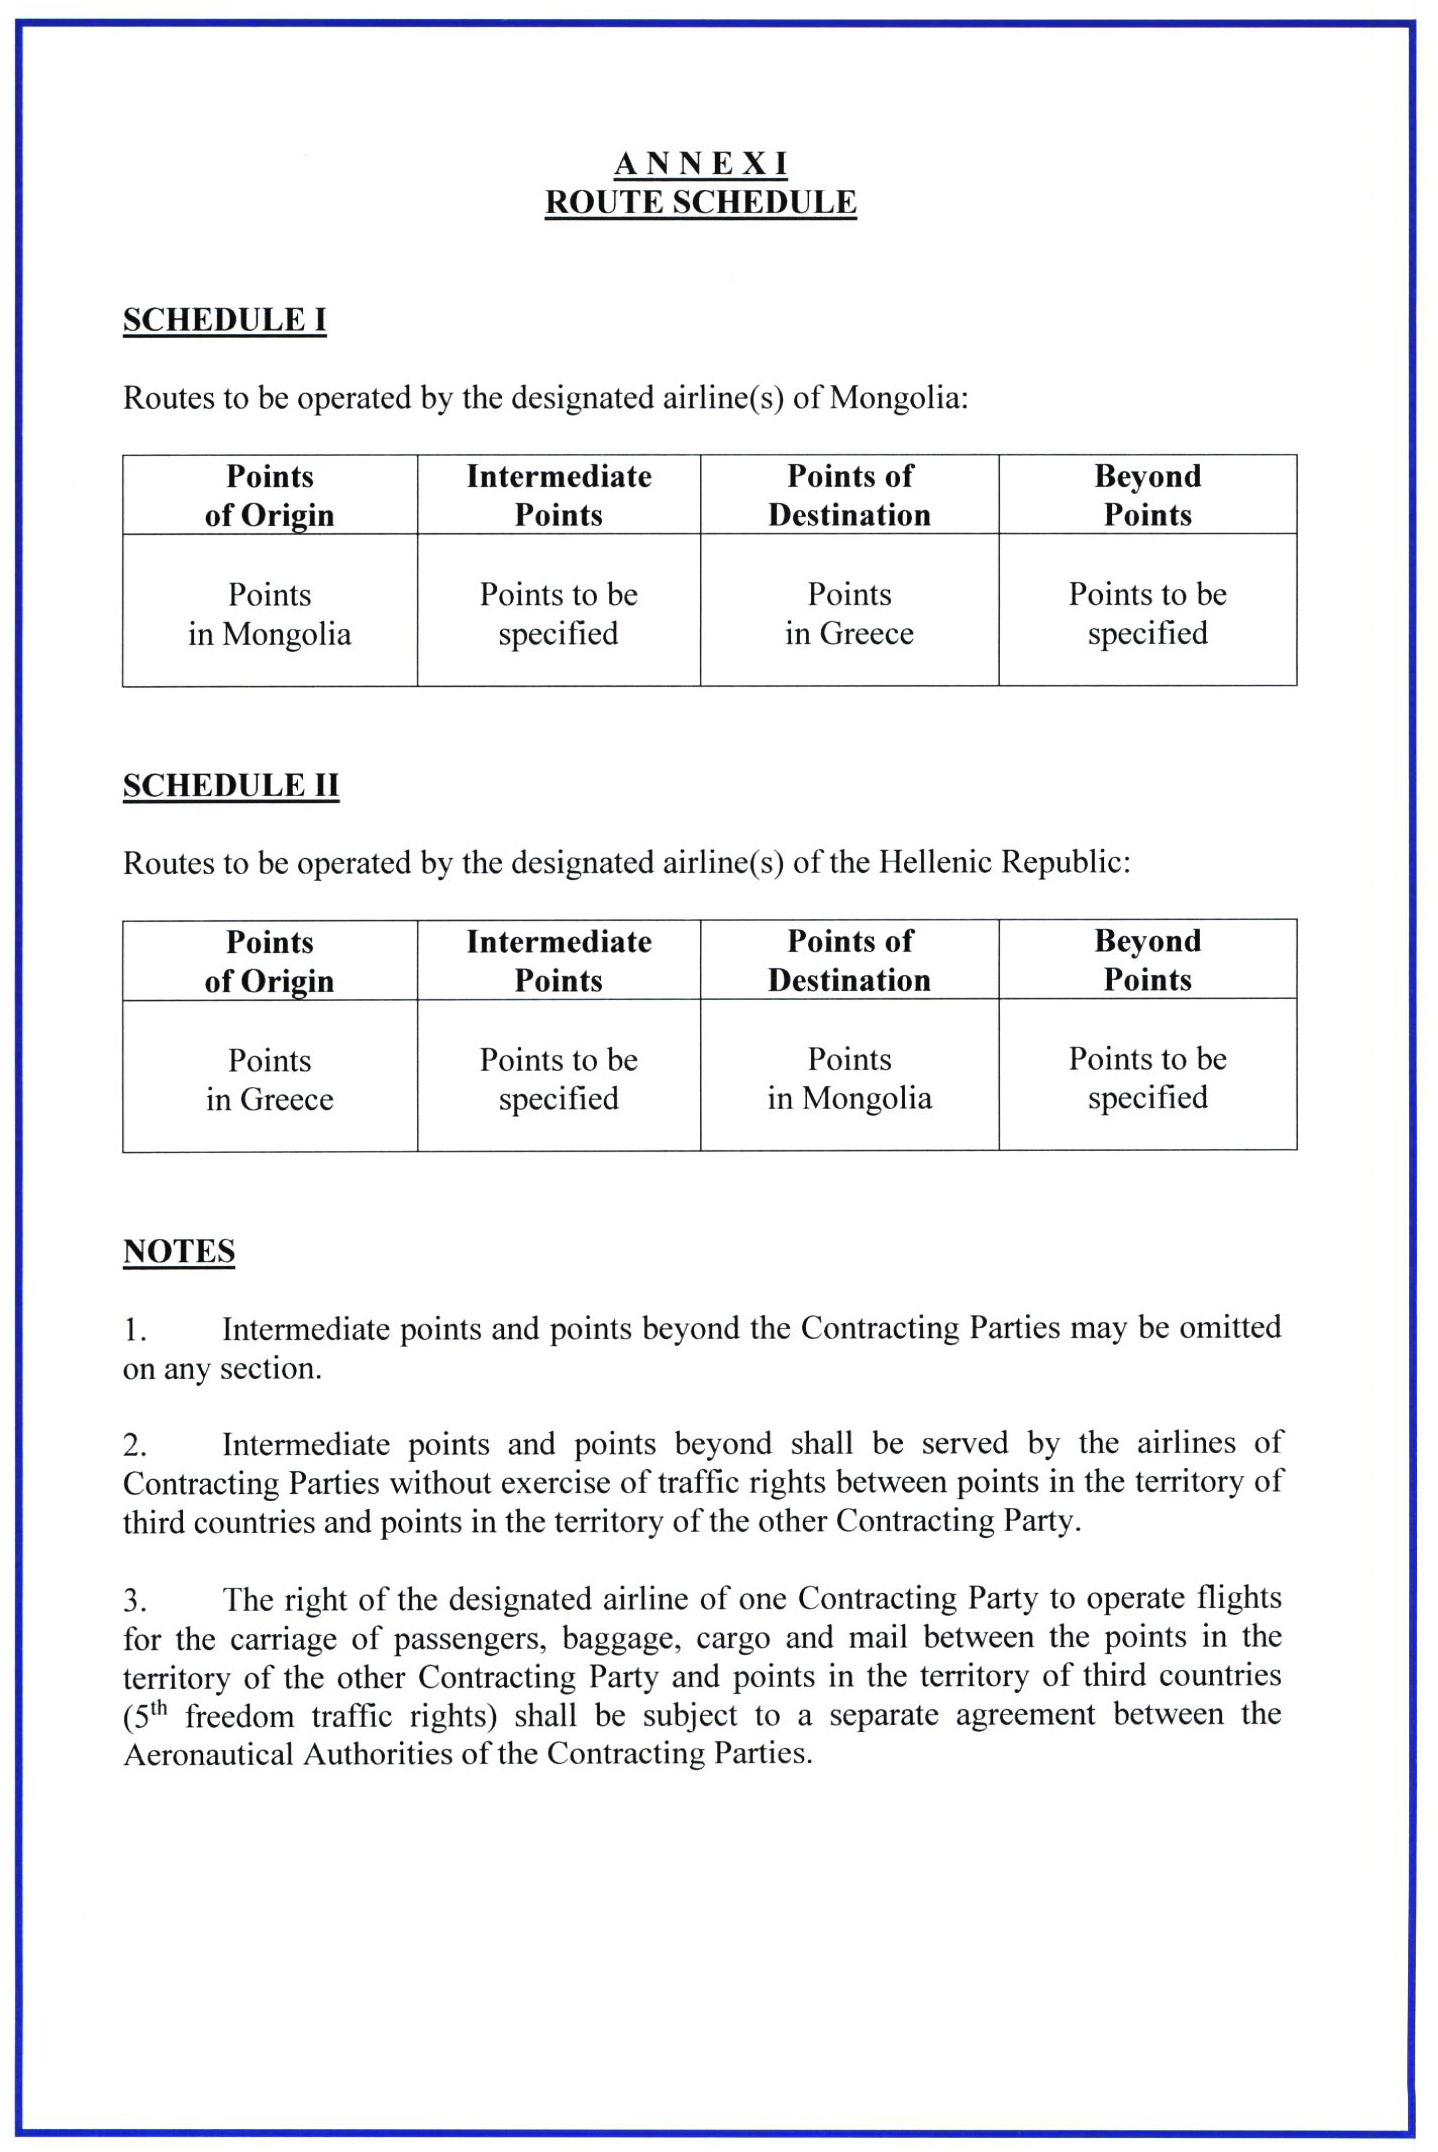 A N N E X I
ROUTE SCHEDULE
SCHEDULE I
Routes to be operated by the designated airline(s) of Mongolia:
Points of Origin | Intermediate Points | Points of Destination | Beyond Points
Points in Mongolia | Points to be specified | Points in Greece | Points to be specified
SCHEDULE II
Routes to be operated by the designated airline(s) of the Hellenic Republic:
Points of Origin | Intermediate Points | Points of Destination | Beyond Points
Points in Greece | Points to be specified | Points in Mongolia | Points to be specified
NOTES
1. Intermediate points and points beyond the Contracting Parties may be omitted
on any section.
2. Intermediate points and points beyond shall be served by the airlines of
Contracting Parties without exercise of traffic rights between points in the territory of
third countries and points in the territory of the other Contracting Party.
3. The right of the designated airline of one Contracting Party to operate flights
for the carriage of passengers, baggage, cargo and mail between the points in the
territory of the other Contracting Party and points in the territory of third countries
(5th freedom traffic rights) shall be subject to a separate agreement between the
Aeronautical Authorities of the Contracting Parties.